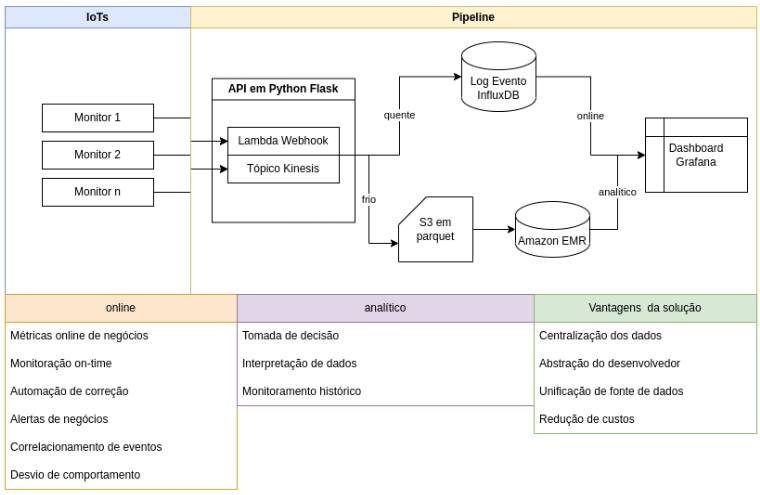 IoTs
Pipeline
API em Python Flask
Monitor 1
Monitor 2
Monitor n
Lambda Webhook
Tópico Kinesis
quente
frio
Log Evento
InfluxDB
S3 em
parquet
Amazon EMR
online
analítico
Dashboard
Grafana
online
Métricas online de negócios
Monitoração on-time
Automação de correção
Alertas de negócios
Correlacionamento de eventos
Desvio de comportamento
analítico
Tomada de decisão
Interpretação de dados
Monitoramento histórico
Vantagens da solução
Centralização dos dados
Abstração do desenvolvedor
Unificação de fonte de dados
Redução de custos